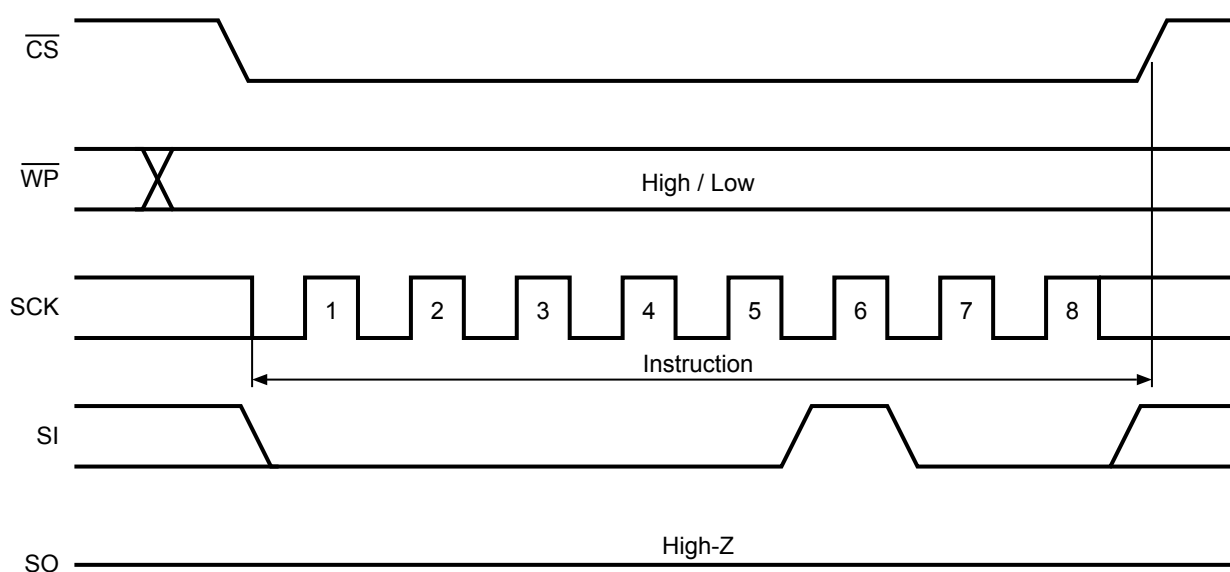 CS
WP
High / Low
SCK
1 2 3 4 5 6 7 8
Instruction
SI
High-Z
SO